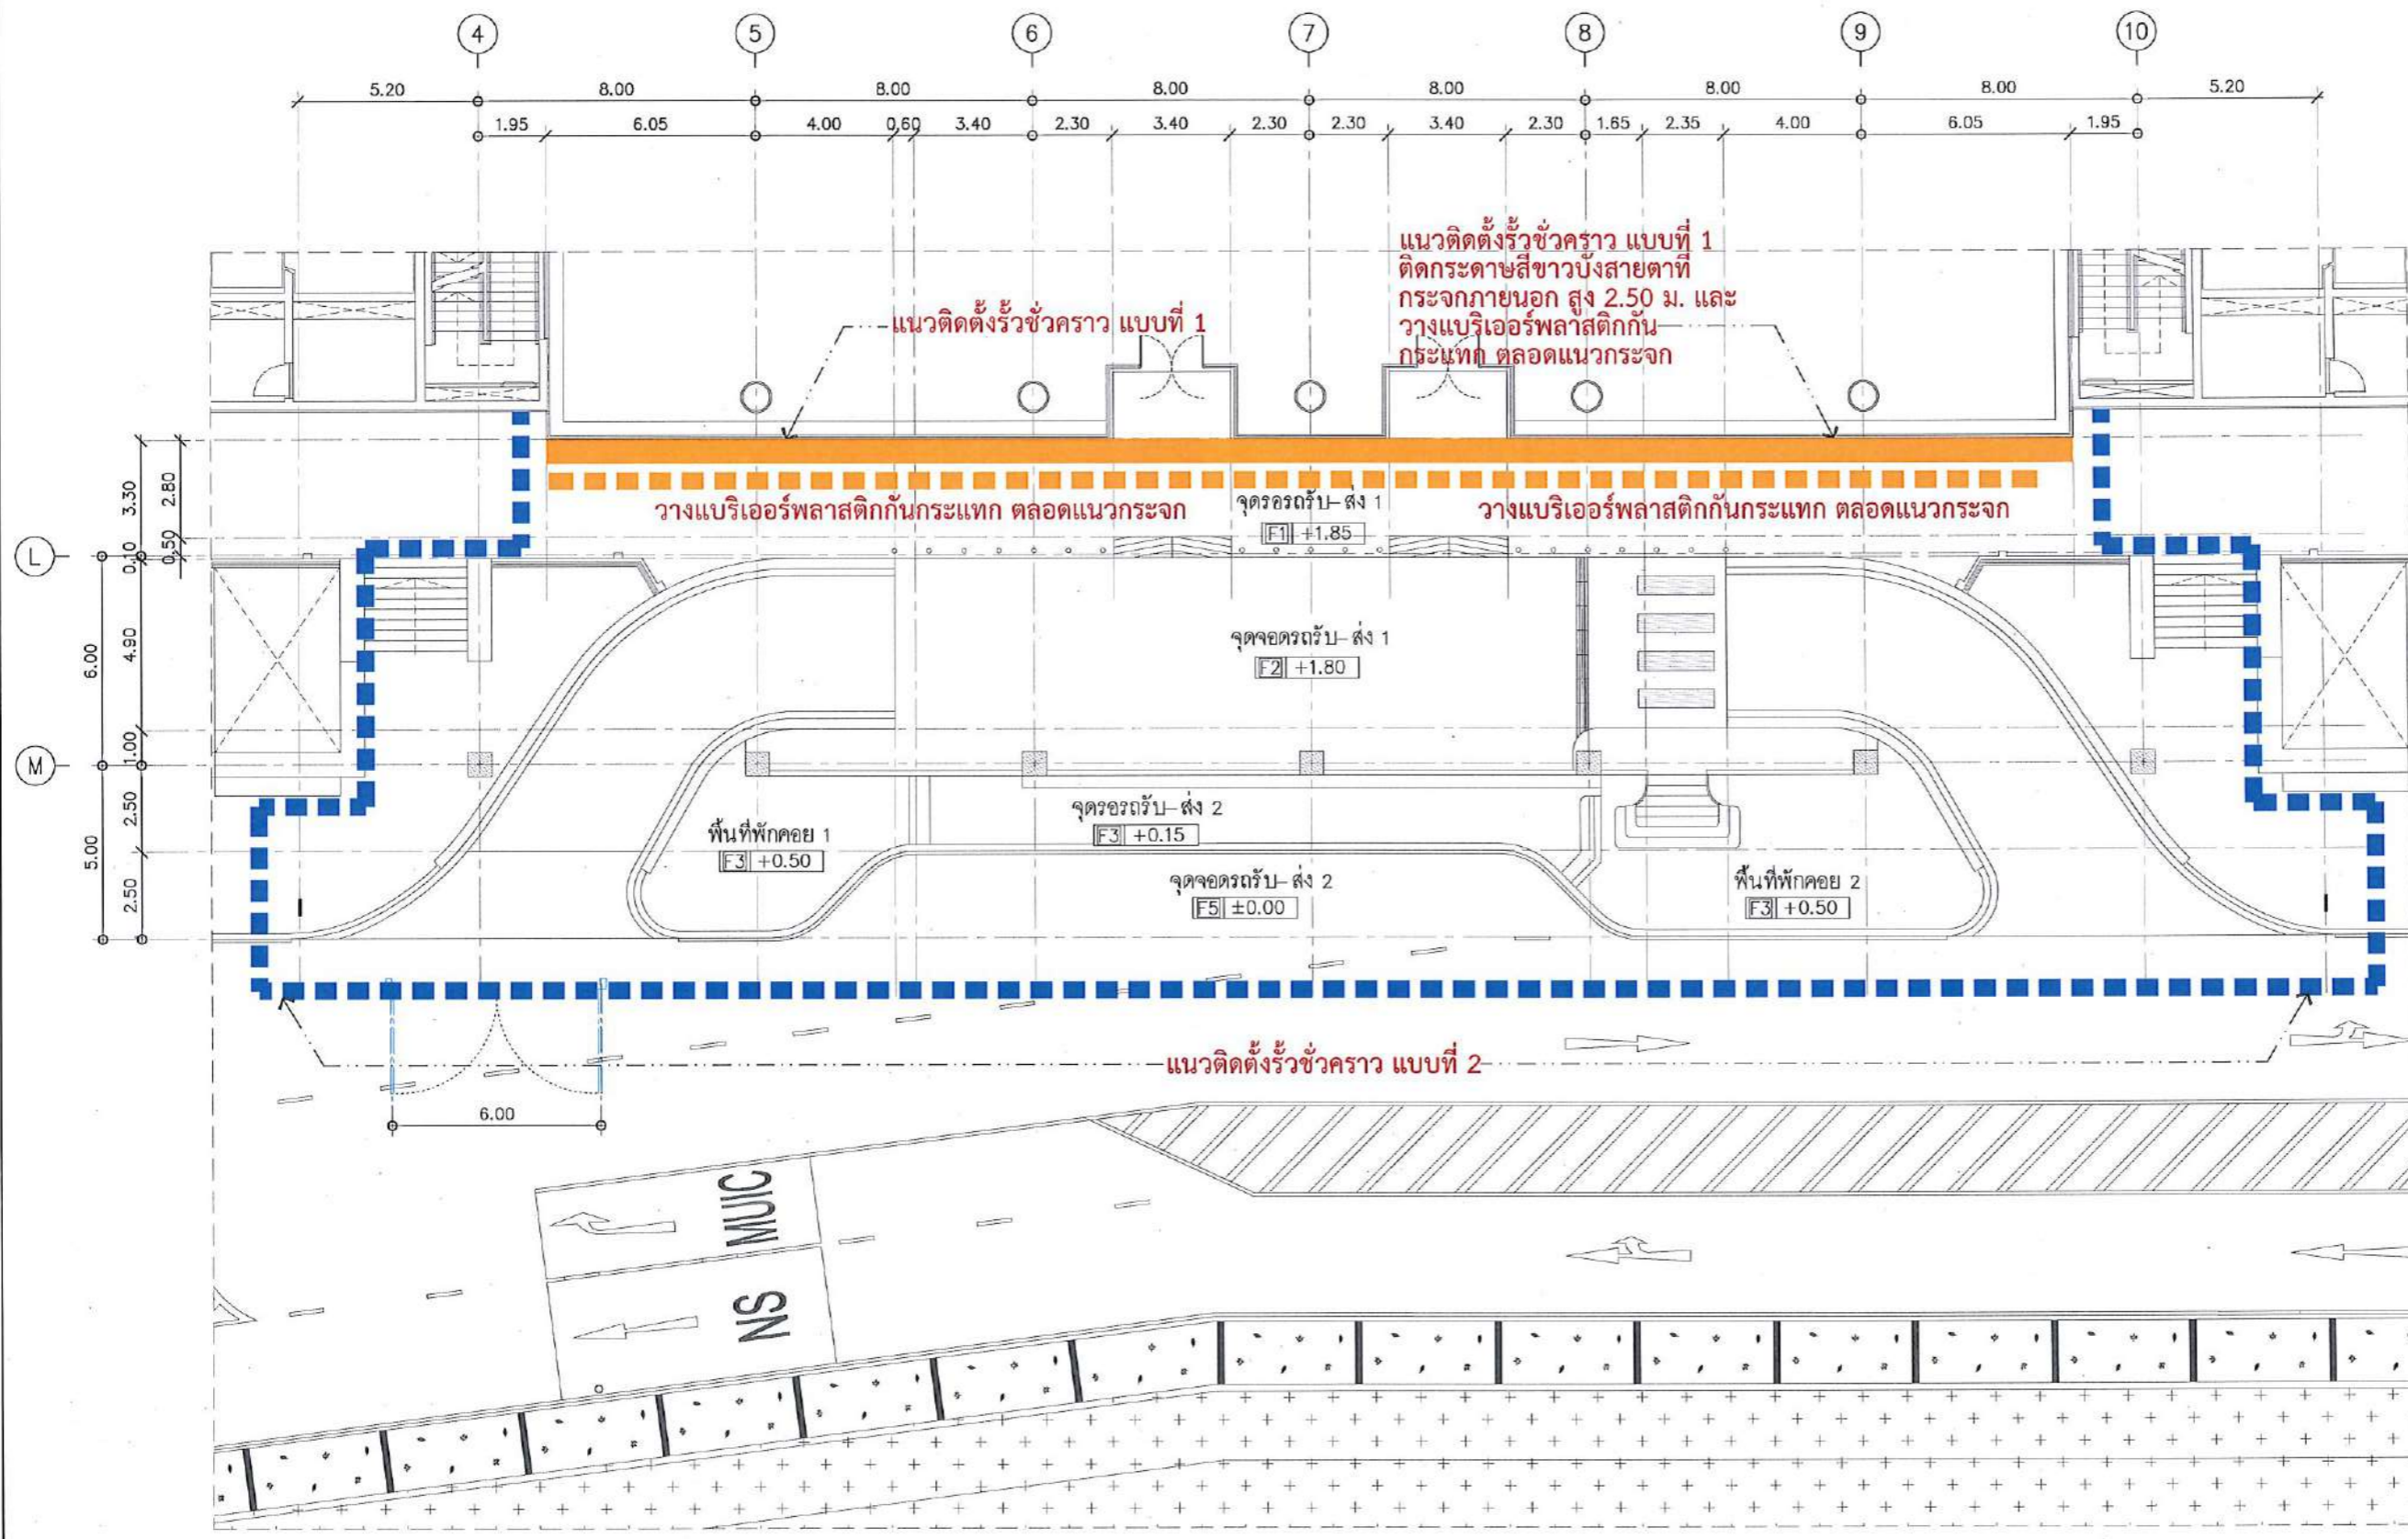 4 5 6 7 8 9 10
5.20 8.00 8.00 8.00 8.00 8.00 8.00 5.20
1.95 6.05 4.00 0.60 3.40 2.30 3.40 2.30 2.30 3.40 2.30 1.65 2.35 4.00 6.05 1.95
แนวติดตั้งรั้วชั่วคราว แบบที่ 1
แนวติดตั้งรั้วชั่วคราว แบบที่ 1
ติดกระดาษสีขาวบังสายตาที่
กระจกภายนอก สูง 2.50 ม. และ
วางแบริเออร์พลาสติกกัน
กระแทก ตลอดแนวกระจก
3.30
2.80
0.10
0.50
วางแบริเออร์พลาสติกกันกระแทก ตลอดแนวกระจก
จุดรอรถรับ-ส่ง 1
F1 +1.85
วางแบริเออร์พลาสติกกันกระแทก ตลอดแนวกระจก
L
6.00
4.90
1.00
จุดจอดรถรับ-ส่ง 1
F2 +1.80
M
5.00
2.50
2.50
พื้นที่พักคอย 1
F3 +0.50
จุดรอรถรับ-ส่ง 2
F3 +0.15
จุดจอดรถรับ-ส่ง 2
F5 ±0.00
พื้นที่พักคอย 2
F3 +0.50
แนวติดตั้งรั้วชั่วคราว แบบที่ 2
6.00
MUIC
NS